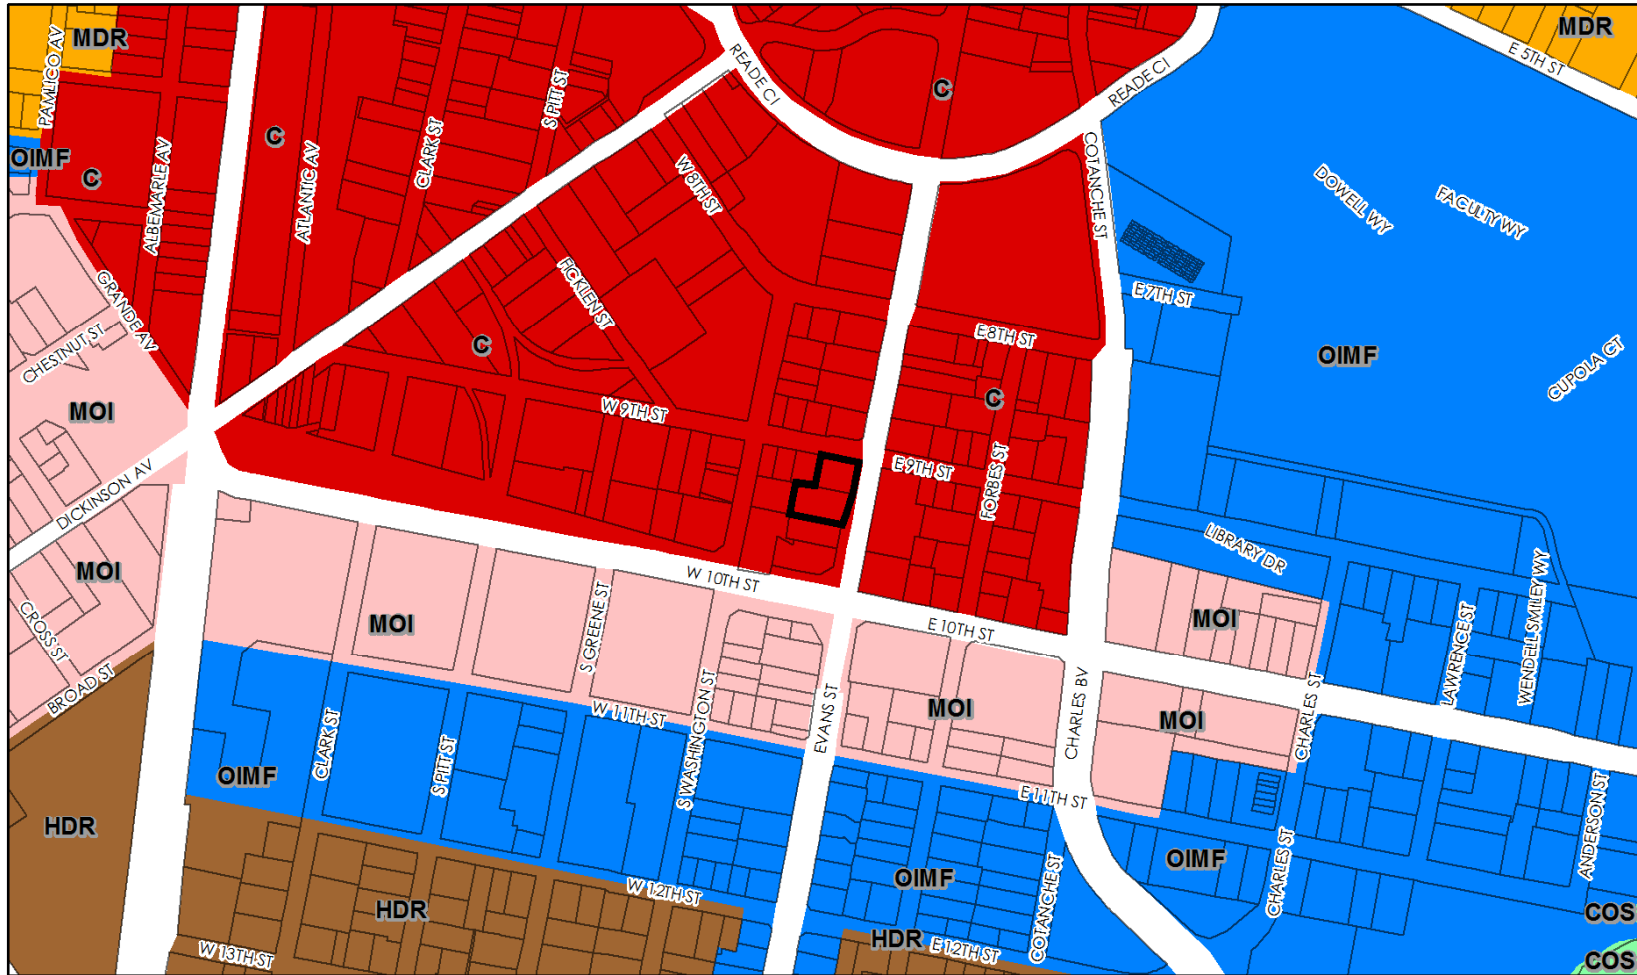 MDR
MDR
PAMLICO AV
E 5TH ST
READE CI
READE CI
C
S PITT ST
C
CLARK ST
OIMF
C
ALBEMARLE AV
ATLANTIC AV
W 8TH ST
COTANCHE ST
DOWELL WY
FACULTY WY
GRANDE AV
FICKLEN ST
E 7TH ST
CHESTNUT ST
C
E 8TH ST
OIMF
CUPOLA CT
MOI
W 9TH ST
C
DICKINSON AV
E 9TH ST
FORBES ST
LIBRARY DR
MOI
W 10TH ST
CROSS ST
MOI
S GREENE ST
E 10TH ST
MOI
LAWRENCE ST
WENDELL SMILEY WY
BROAD ST
W 11TH ST
S WASHINGTON ST
EVANS ST
MOI
CHARLES BV
MOI
CHARLES ST
CLARK ST
S PITT ST
OIMF
E 11TH ST
HDR
ANDERSON ST
OIMF
OIMF
CHARLES ST
W 12TH ST
HDR
COTANCHE ST
COS
W 13TH ST
HDR
E 12TH ST
COS